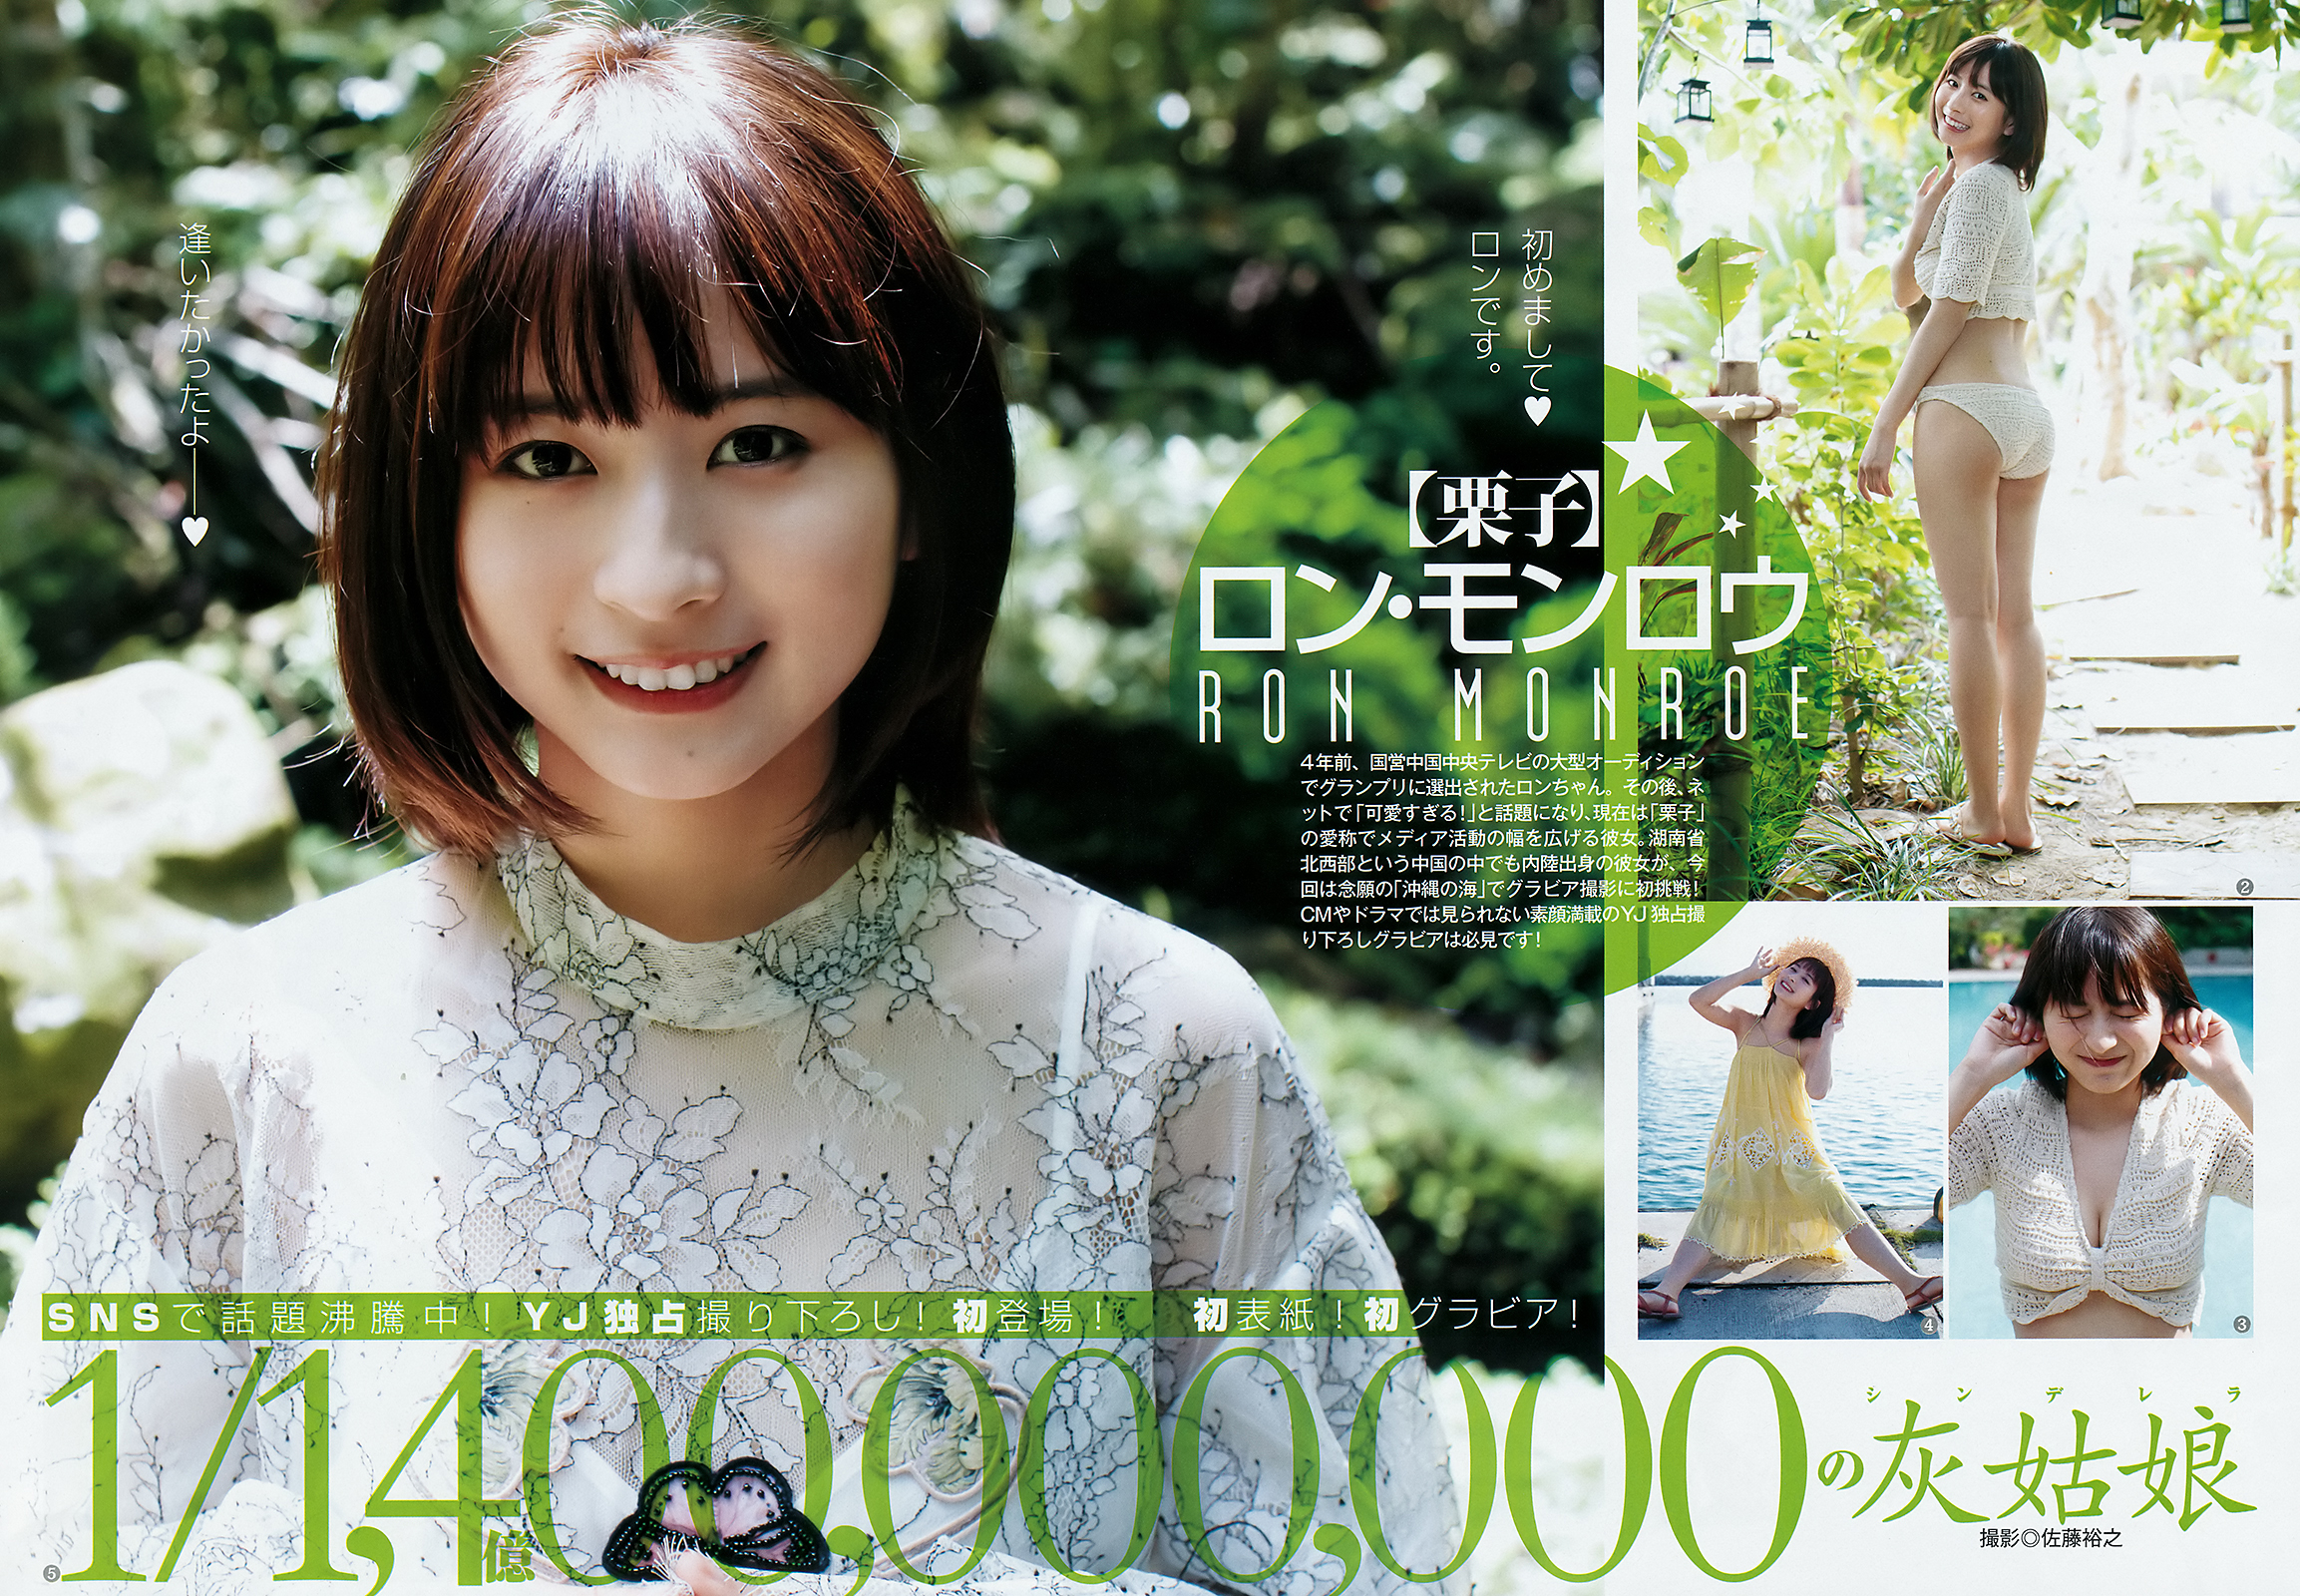 逢いたかったよ――♥
初めまして♥
ロンです。
【栗子】
ロン・モンロウ
RON MONROE
4年前、国営中国中央テレビの大型オーディション
でグランプリに選出されたロンちゃん。その後、ネ
ットで「可愛すぎる!」と話題になり、現在は「栗子」
の愛称でメディア活動の幅を広げる彼女。湖南省
北西部という中国の中でも内陸出身の彼女が、今
回は念願の「沖縄の海」でグラビア撮影に初挑戦!
CMやドラマでは見られない素顔満載のYJ独占撮
り下ろしグラビアは必見です!
❷
❹
❸
SNSで話題沸騰中!YJ独占撮り下ろし!初登場! 初表紙!初グラビア!
シンデレラ
1/1,400,000,000の灰姑娘
億
撮影◎佐藤裕之
❺